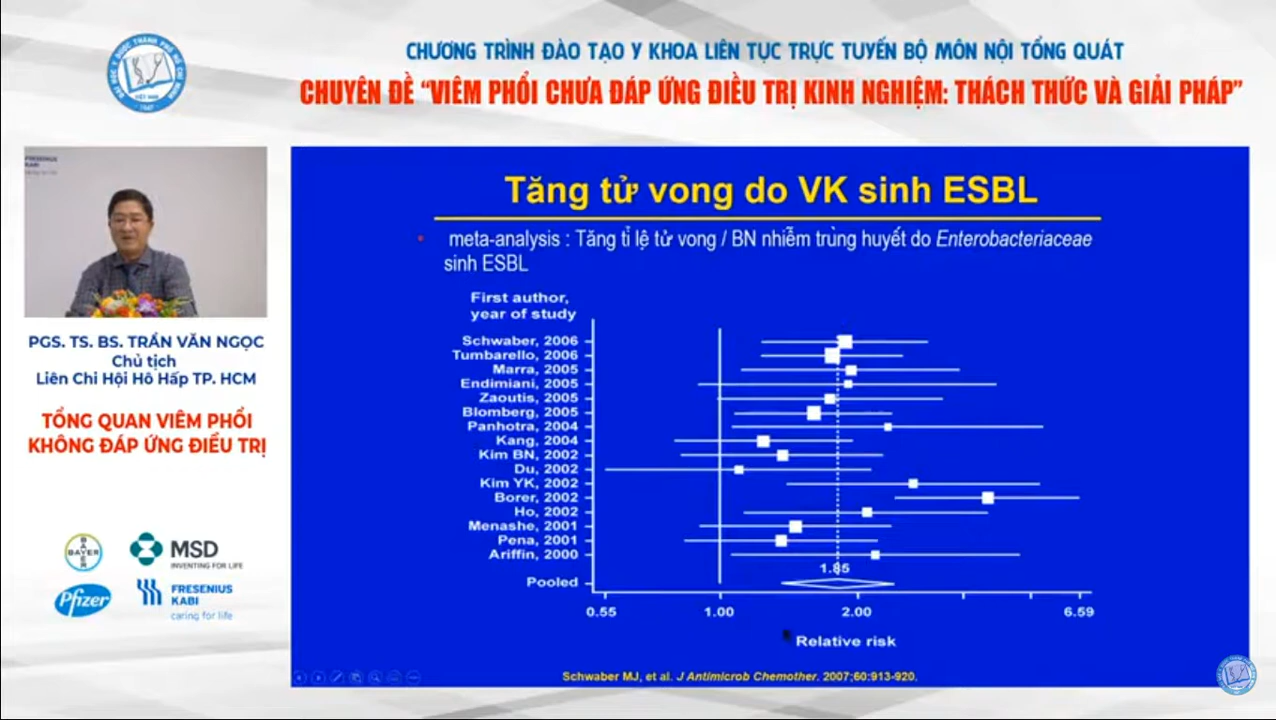 CHƯƠNG TRÌNH ĐÀO TẠO Y KHOA LIÊN TỤC TRỰC TUYẾN BỘ MÔN NỘI TỔNG QUÁT
CHUYÊN ĐỀ “VIÊM PHỔI CHƯA ĐÁP ỨNG ĐIỀU TRỊ KINH NGHIỆM: THÁCH THỨC VÀ GIẢI PHÁP”
FRESENIUS
KABI
PGS. TS. BS. TRẦN VĂN NGỌC
Chủ tịch
Liên Chi Hội Hô Hấp TP. HCM
TỔNG QUAN VIÊM PHỔI
KHÔNG ĐÁP ỨNG ĐIỀU TRỊ
BAYER
MSD
INVENTING FOR LIFE
Pfizer
FRESENIUS
KABI
caring for life
Tăng tử vong do VK sinh ESBL
• meta-analysis : Tăng tỉ lệ tử vong / BN nhiễm trùng huyết do Enterobacteriaceae
sinh ESBL
First author,
year of study
Schwaber, 2006
Tumbarello, 2006
Marra, 2005
Endimiani, 2005
Zaoutis, 2005
Blomberg, 2005
Panhotra, 2004
Kang, 2004
Kim BN, 2002
Du, 2002
Kim YK, 2002
Borer, 2002
Ho, 2002
Menashe, 2001
Pena, 2001
Ariffin, 2000
1.85
Pooled
0.55 1.00 2.00 6.59
Relative risk
Schwaber MJ, et al. J Antimicrob Chemother. 2007;60:913-920.